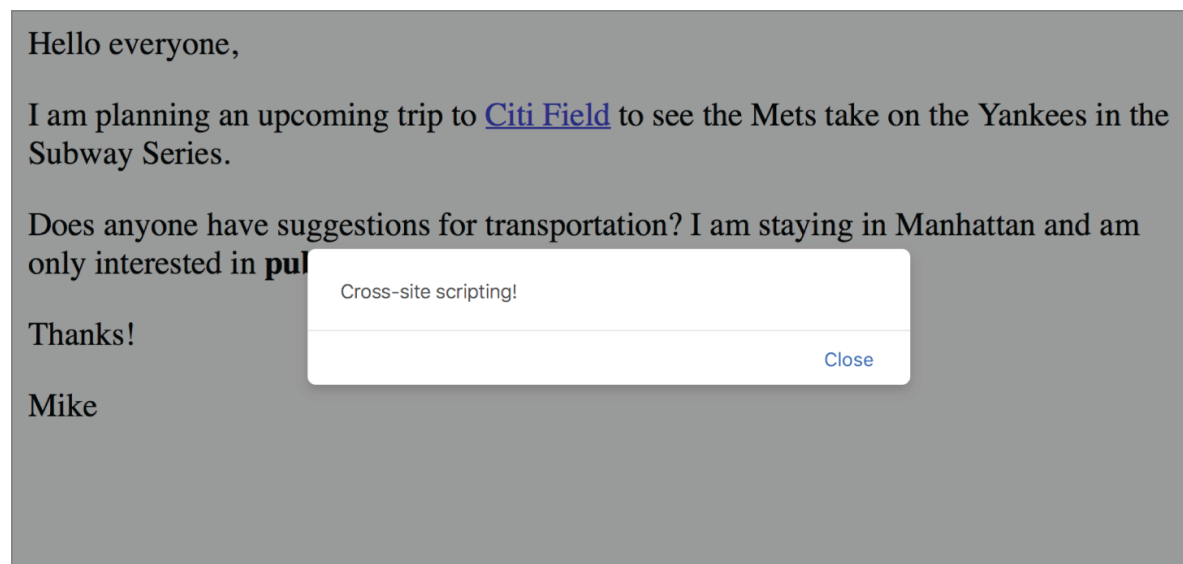 Hello everyone,
I am planning an upcoming trip to Citi Field to see the Mets take on the Yankees in the
Subway Series.
Does anyone have suggestions for transportation? I am staying in Manhattan and am
only interested in
Cross-site scripting!
Thanks!
Close
Mike